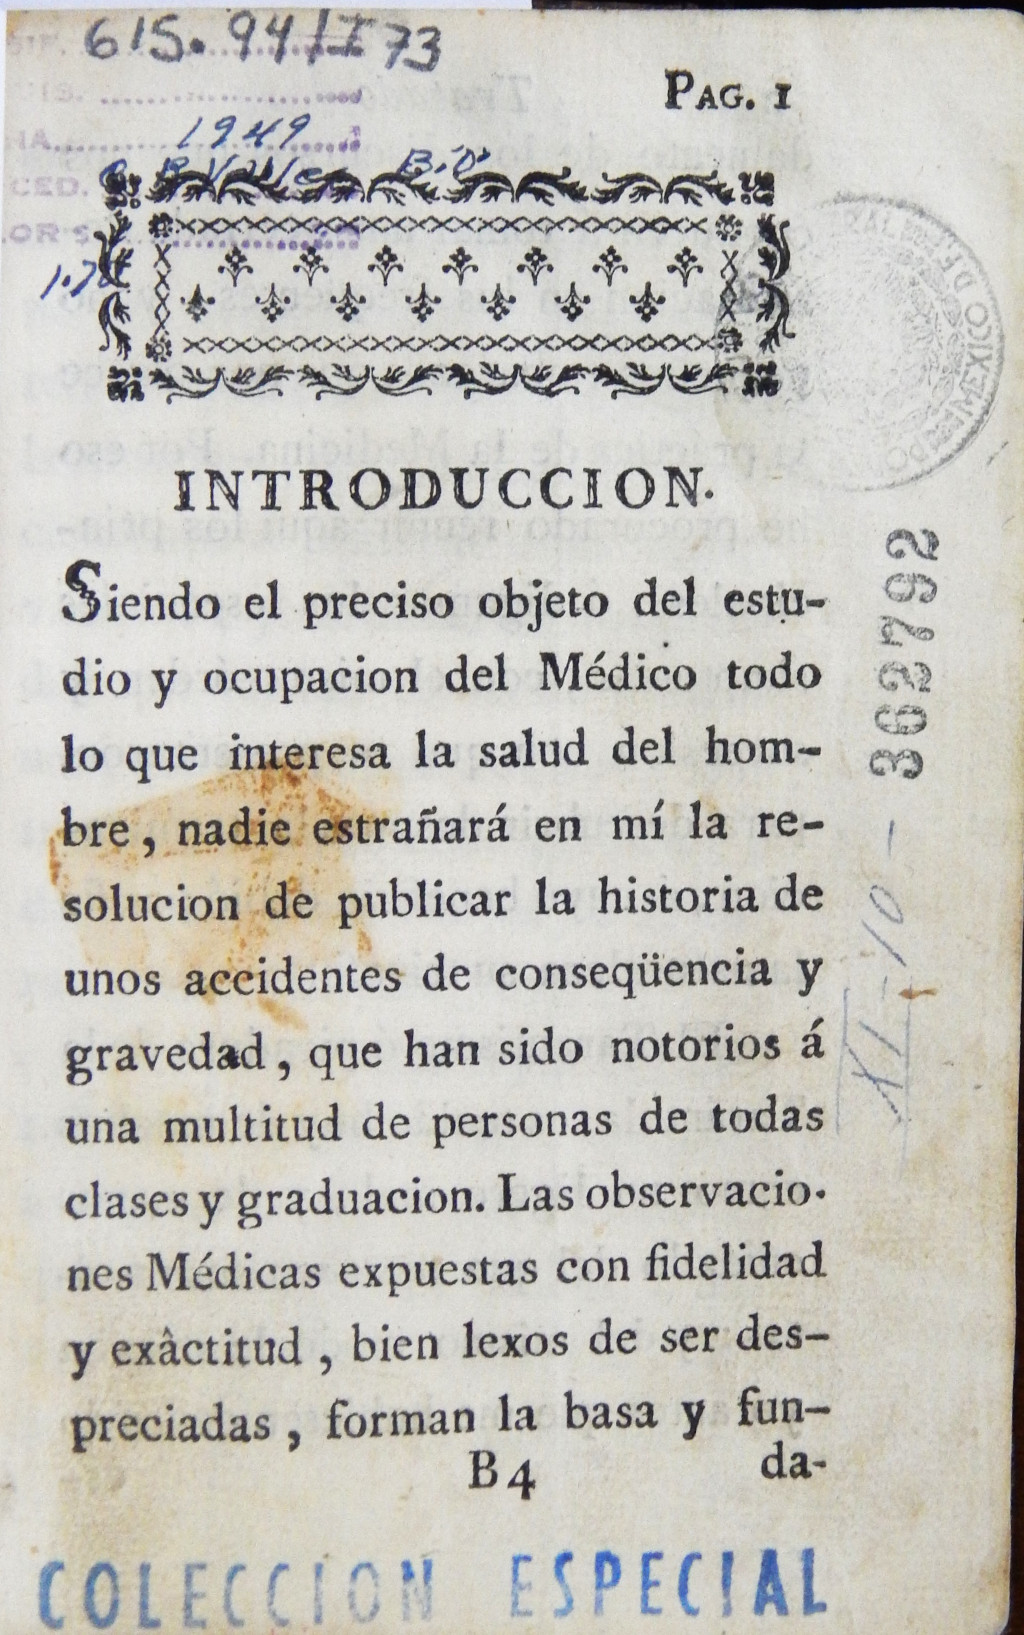 615.94/I73
PAG. I
1949
INTRODUCCION.
Siendo el preciso objeto del estu-
dio y ocupacion del Médico todo
lo que interesa la salud del hom-
bre, nadie estrañará en mí la re-
solucion de publicar la historia de
unos accidentes de conseqüencia y
gravedad, que han sido notorios á
una multitud de personas de todas
clases y graduacion. Las observacio-
nes Médicas expuestas con fidelidad
y exâctitud, bien lexos de ser des-
preciadas, forman la basa y fun-
B4 da-
362792
XI-10-
COLECCION ESPECIAL